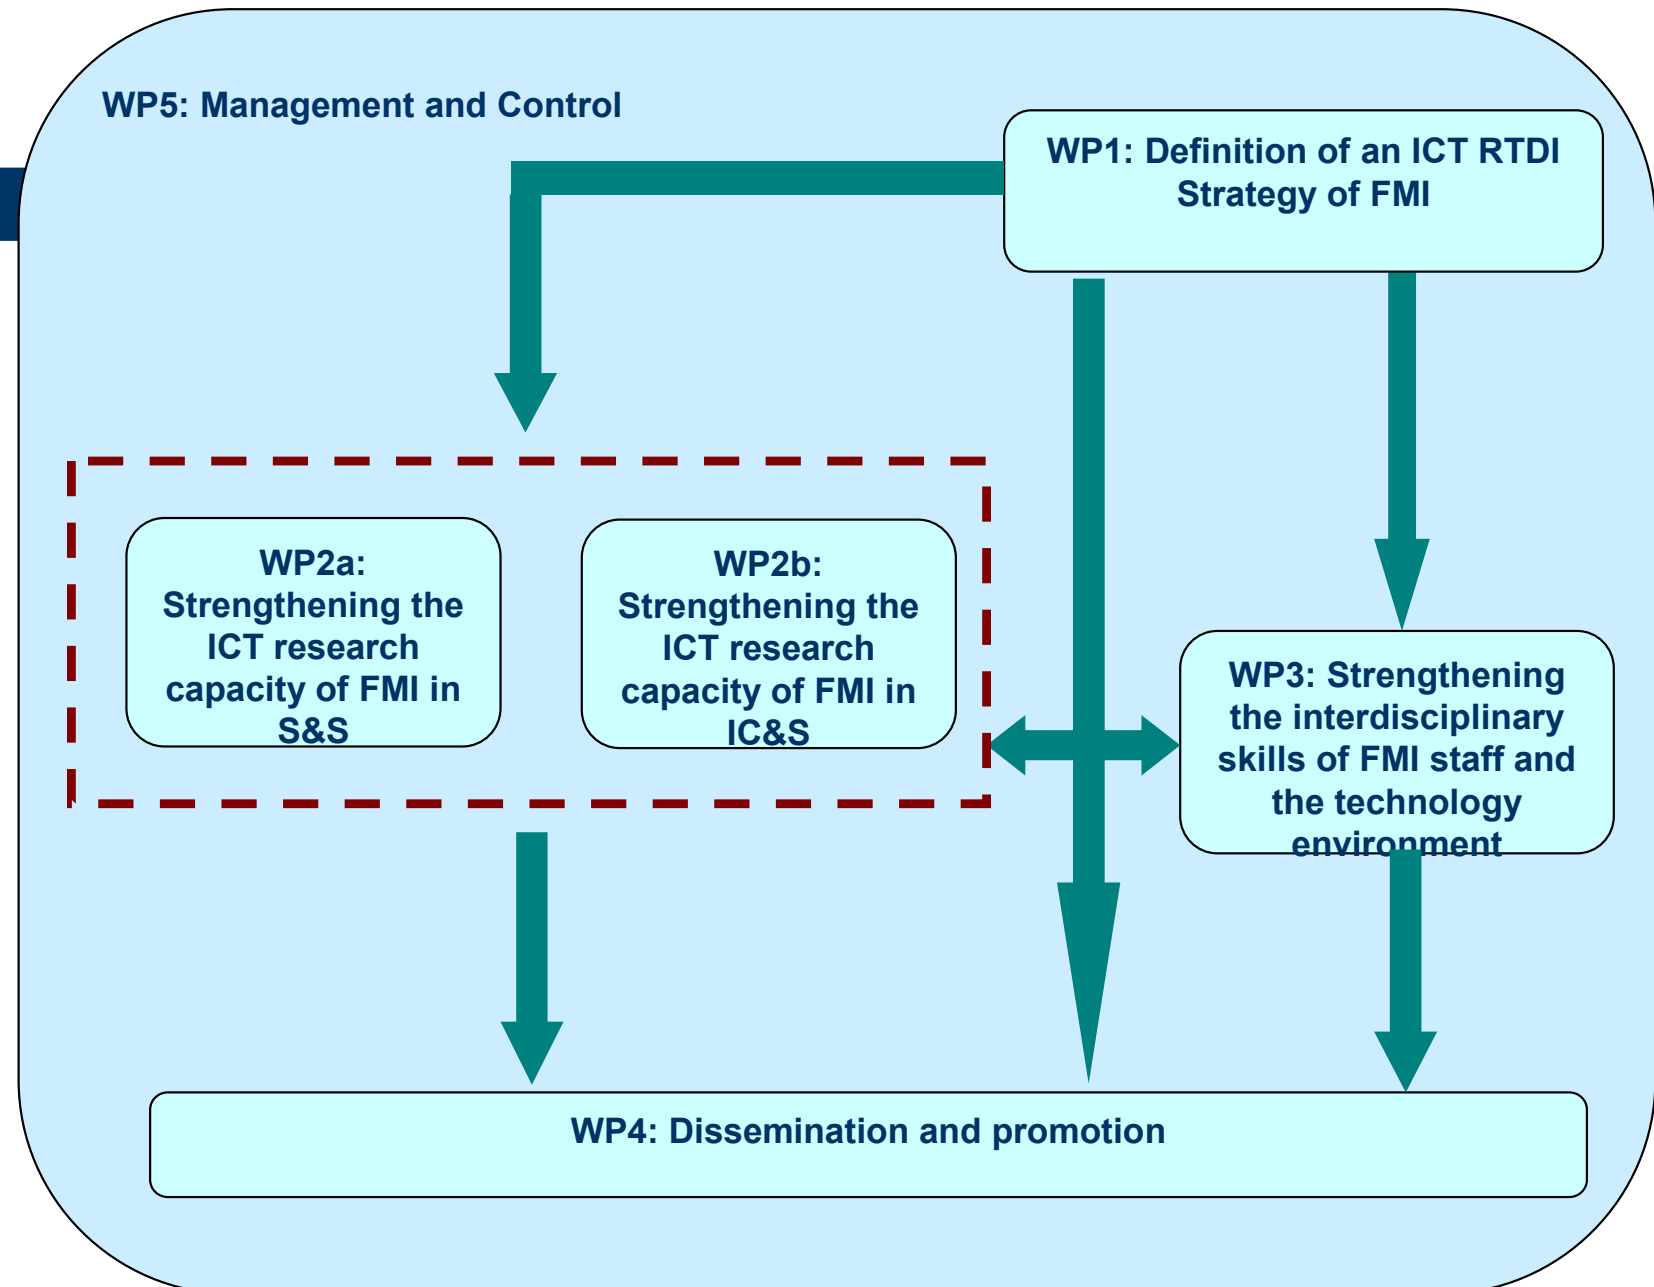 WP5: Management and Control
WP1: Definition of an ICT RTDI
Strategy of FMI
WP2a:
Strengthening the
ICT research
capacity of FMI in
S&S
WP2b:
Strengthening the
ICT research
capacity of FMI in
IC&S
WP3: Strengthening
the interdisciplinary
skills of FMI staff and
the technology
environment
WP4: Dissemination and promotion